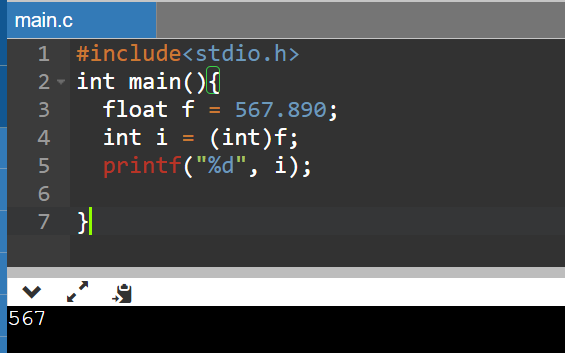 main.c
1 #include<stdio.h>
2 int main(){
3 float f = 567.890;
4 int i = (int)f;
5 printf("%d", i);
6
7 }
567